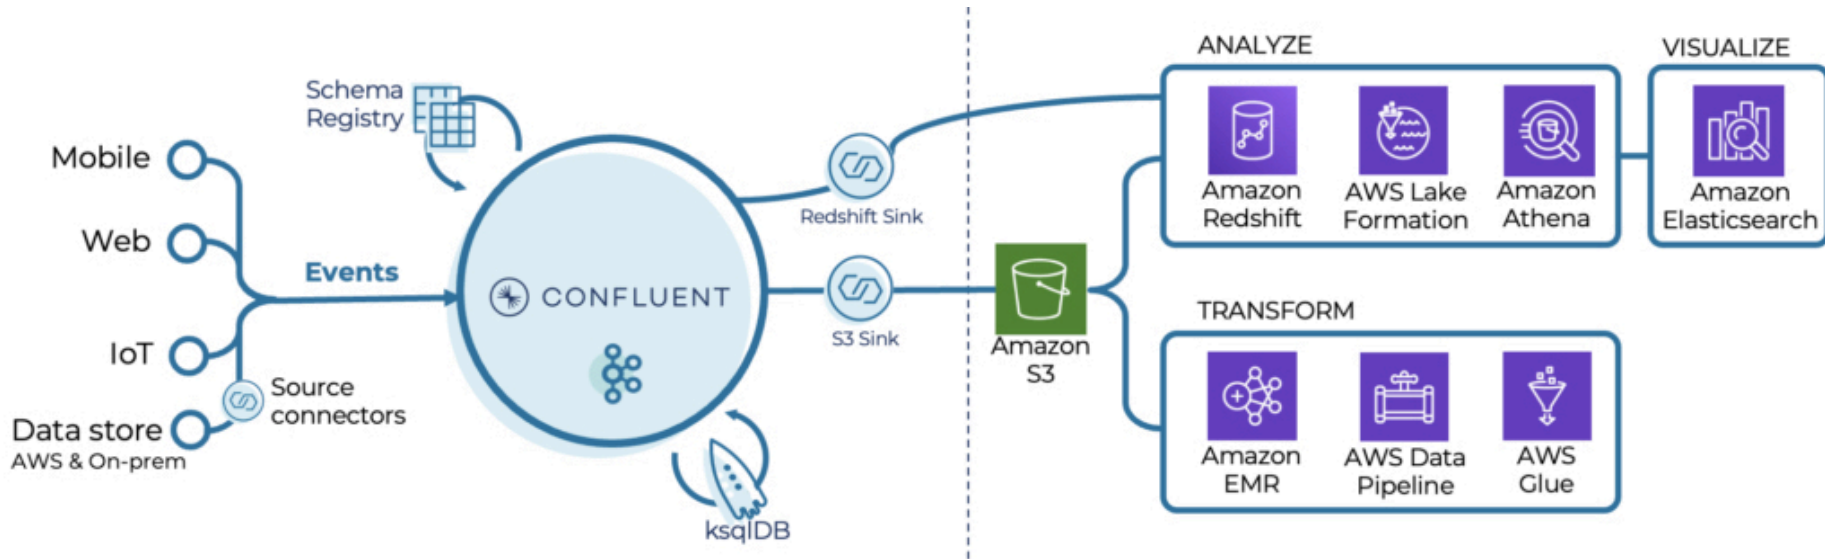 Mobile
Web
IoT
Data store
AWS & On-prem
Source
connectors
Events
Schema
Registry
CONFLUENT
ksqlDB
Redshift Sink
S3 Sink
Amazon
S3
ANALYZE
Amazon
Redshift
AWS Lake
Formation
Amazon
Athena
VISUALIZE
Amazon
Elasticsearch
TRANSFORM
Amazon
EMR
AWS Data
Pipeline
AWS
Glue